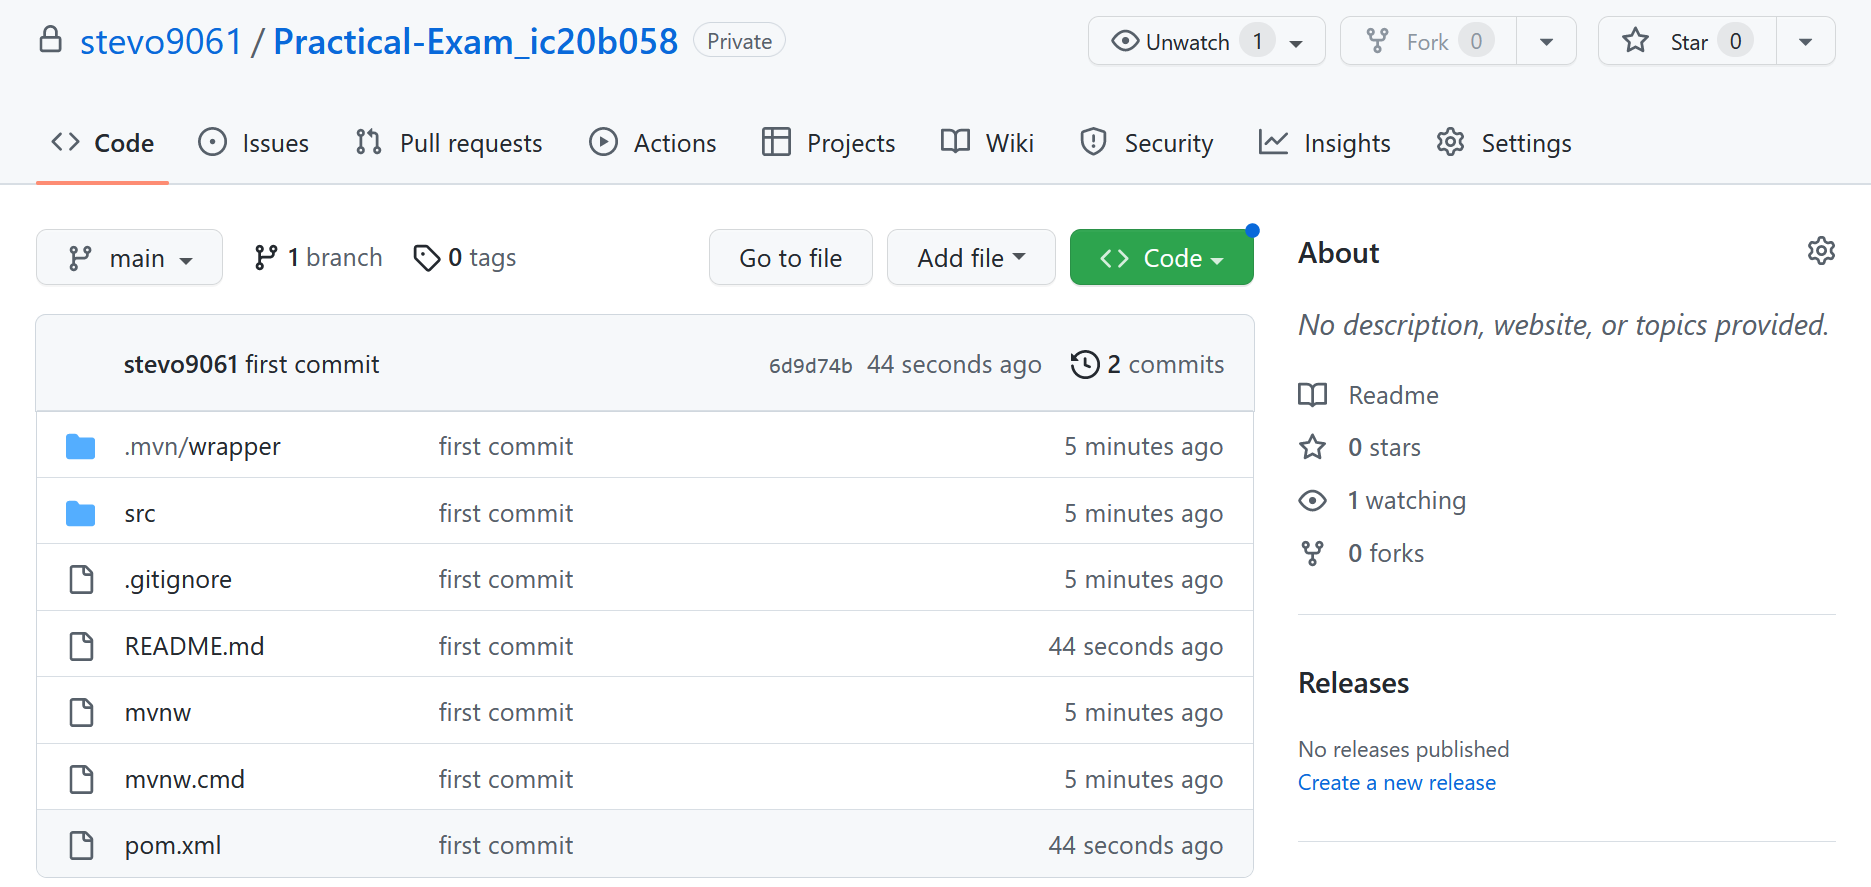 stevo9061 / Practical-Exam_ic20b058 Private Unwatch 1 Fork 0 Star 0
Code Issues Pull requests Actions Projects Wiki Security Insights Settings
main 1 branch 0 tags Go to file Add file Code
stevo9061 first commit 6d9d74b 44 seconds ago 2 commits
.mvn/wrapper first commit 5 minutes ago
src first commit 5 minutes ago
.gitignore first commit 5 minutes ago
README.md first commit 44 seconds ago
mvnw first commit 5 minutes ago
mvnw.cmd first commit 5 minutes ago
pom.xml first commit 44 seconds ago
About
No description, website, or topics provided.
Readme
0 stars
1 watching
0 forks
Releases
No releases published
Create a new release